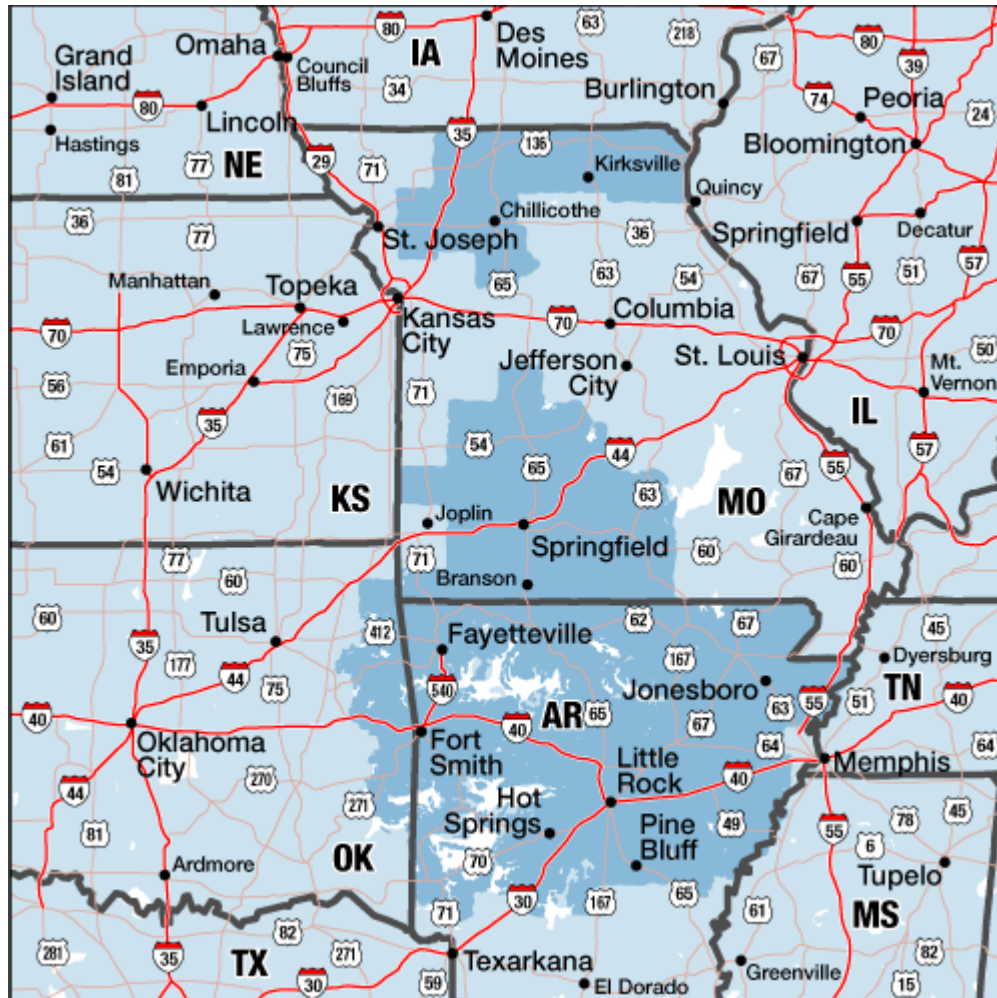 80
IA
Des
Moines
63
218
67
80
39
Grand
Island
Omaha
Council
Bluffs
34
Burlington
74
Peoria
24
80
Lincoln
35
136
Bloomington
Hastings
77
NE
29
71
Kirksville
81
Quincy
36
77
St. Joseph
Chillicothe
36
Springfield
Decatur
Manhattan
Topeka
65
63
54
67
55
51
57
70
Lawrence
Kansas
City
70
Columbia
St. Louis
70
75
Jefferson
City
50
Mt.
Vernon
Emporia
56
169
71
35
IL
61
54
54
65
44
67
55
57
Wichita
KS
63
MO
Joplin
Springfield
Cape
Girardeau
77
71
60
60
60
Branson
60
Tulsa
412
Fayetteville
62
67
45
35
177
44
75
540
167
Dyersburg
Jonesboro
TN
40
AR
65
63
55
51
40
Oklahoma
City
Fort
Smith
40
67
64
64
Little
Rock
40
Memphis
44
270
271
Hot
Springs
49
55
78
45
81
Pine
Bluff
6
Ardmore
OK
70
Tupelo
30
65
167
71
61
MS
82
281
35
TX
271
82
30
59
Texarkana
El Dorado
Greenville
15